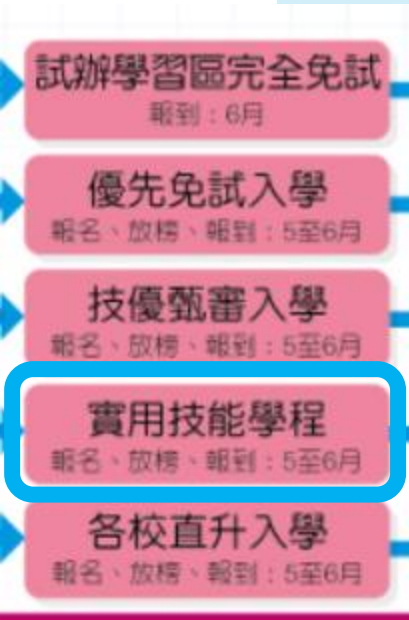 試辦學習區完全免試
報到：6月
優先免試入學
報名、放榜、報到：5至6月
技優甄審入學
報名、放榜、報到：5至6月
實用技能學程
報名、放榜、報到：5至6月
各校直升入學
報名、放榜、報到：5至6月